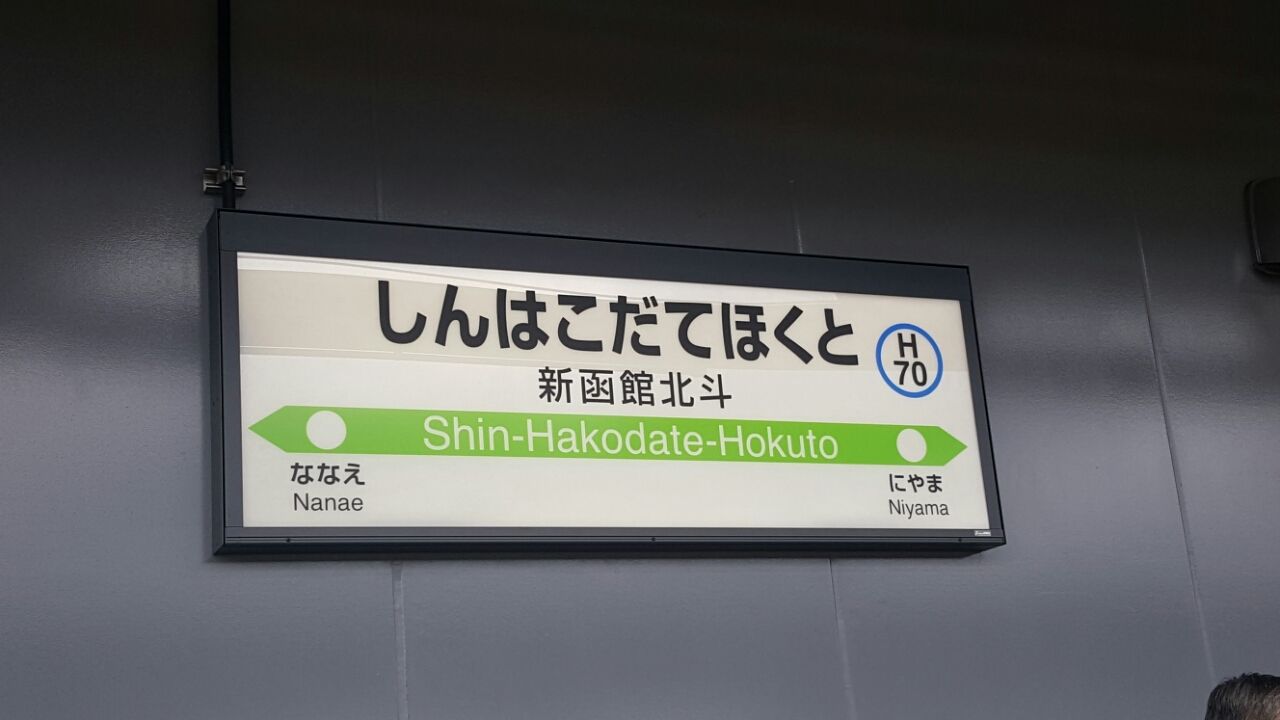 しんはこだてほくと
H
70
新函館北斗
Shin-Hakodate-Hokuto
ななえ
Nanae
にやま
Niyama